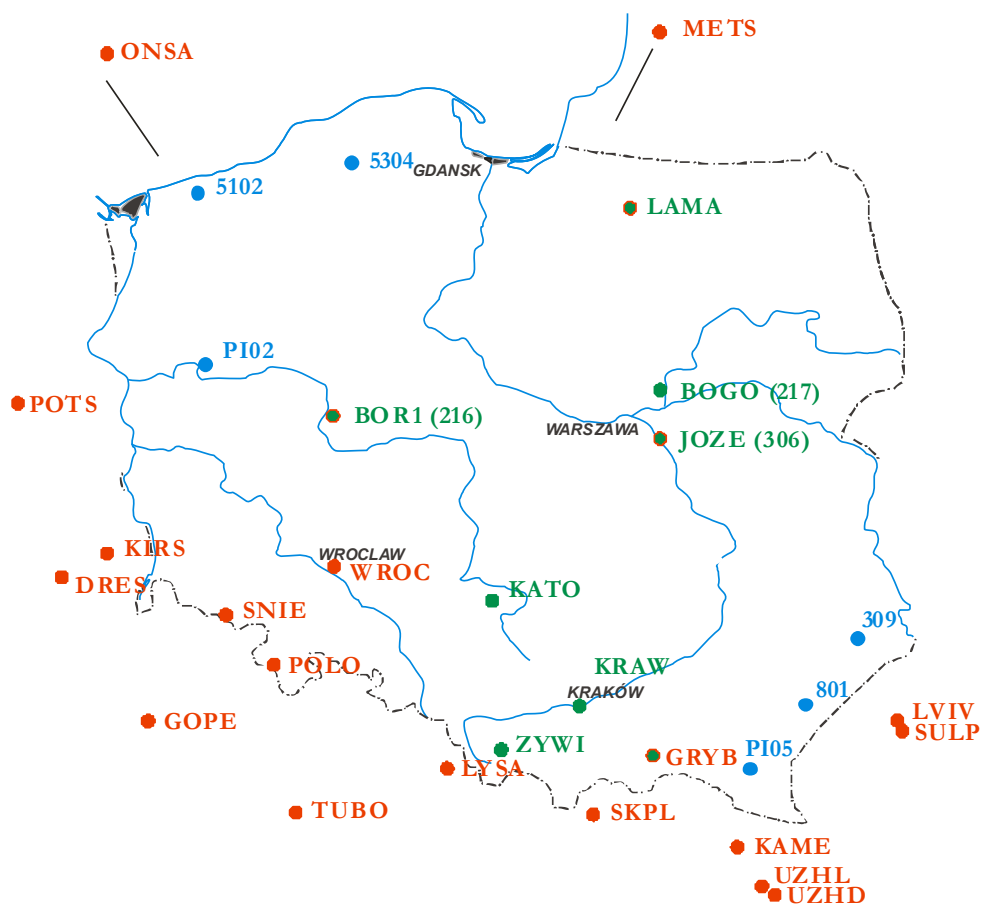 METS
ONSA
5304
GDANSK
5102
LAMA
PI02
BOGO (217)
POTS
BOR1 (216)
WARSZAWA
JOZE (306)
KIRS
WROCLAW
WROC
DRES
KATO
SNIE
309
POLO
KRAW
KRAKÓW
801
GOPE
LVIV
SULP
ZYWI
PI05
GRYB
LYSA
TUBO
SKPL
KAME
UZHL
UZHD